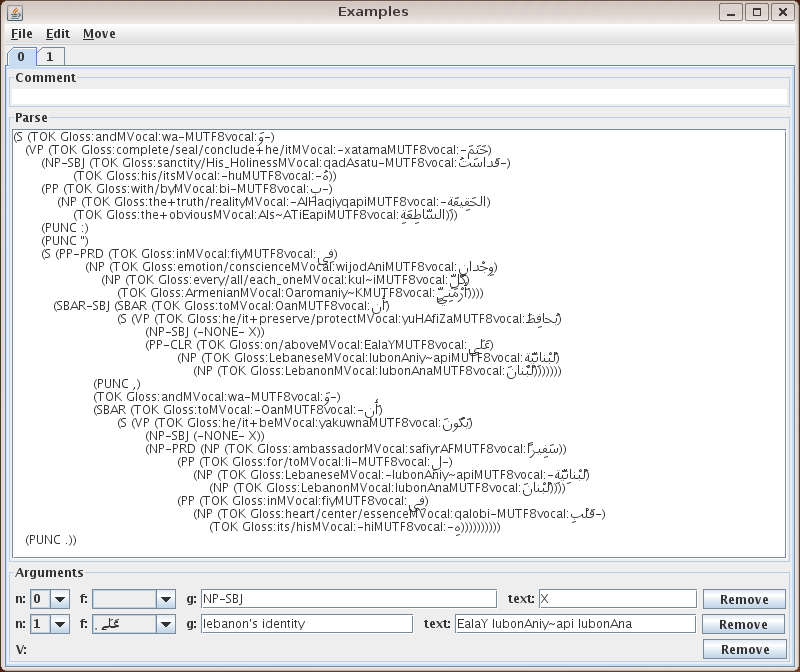 Examples
File Edit Move
0 1
Comment
Parse
(S (TOK Gloss:andMVocal:wa-MUTF8vocal:وَ-)
(VP (TOK Gloss:complete/seal/conclude+he/itMVocal:-xatamaMUTF8vocal:-خَتَمَ)
(NP-SBJ (TOK Gloss:sanctity/His_HolinessMVocal:qadAsatu-MUTF8vocal:قَداسَتُ-)
(TOK Gloss:his/itsMVocal:-huMUTF8vocal:-هُ))
(PP (TOK Gloss:with/byMVocal:bi-MUTF8vocal:بِ-)
(NP (TOK Gloss:the+truth/realityMVocal:-AlHaqiyqapiMUTF8vocal:-الحَقِيقَةِ)
(TOK Gloss:the+obviousMVocal:Als~ATiEapiMUTF8vocal:السّاطِعَةِ)))
(PUNC :)
(PUNC ")
(S (PP-PRD (TOK Gloss:inMVocal:fiyMUTF8vocal:فِي)
(NP (TOK Gloss:emotion/conscienceMVocal:wijodAniMUTF8vocal:وِجْدانِ)
(NP (TOK Gloss:every/all/each_oneMVocal:kul~iMUTF8vocal:كُلِّ)
(TOK Gloss:ArmenianMVocal:Oaromaniy~KMUTF8vocal:أَرْمَنِيٍّ))))
(SBAR-SBJ (SBAR (TOK Gloss:toMVocal:OanMUTF8vocal:أَن)
(S (VP (TOK Gloss:he/it+preserve/protectMVocal:yuHAfiZaMUTF8vocal:يُحافِظَ)
(NP-SBJ (-NONE- X))
(PP-CLR (TOK Gloss:on/aboveMVocal:EalaYMUTF8vocal:عَلَى)
(NP (TOK Gloss:LebaneseMVocal:lubonAniy~apiMUTF8vocal:لُبْنانِيَّةِ)
(NP (TOK Gloss:LebanonMVocal:lubonAnaMUTF8vocal:لُبْنانَ)))))))
(PUNC ,)
(TOK Gloss:andMVocal:wa-MUTF8vocal:وَ-)
(SBAR (TOK Gloss:toMVocal:-OanMUTF8vocal:-أَن)
(S (VP (TOK Gloss:he/it+beMVocal:yakuwnaMUTF8vocal:يَكُونَ)
(NP-SBJ (-NONE- X))
(NP-PRD (NP (TOK Gloss:ambassadorMVocal:safiyrAFMUTF8vocal:سَفِيراً))
(PP (TOK Gloss:for/toMVocal:li-MUTF8vocal:لِ-)
(NP (TOK Gloss:LebaneseMVocal:-lubonAniy~apiMUTF8vocal:-لُبْنانِيَّةِ)
(NP (TOK Gloss:LebanonMVocal:lubonAnaMUTF8vocal:لُبْنانَ))))
(PP (TOK Gloss:inMVocal:fiyMUTF8vocal:فِي)
(NP (TOK Gloss:heart/center/essenceMVocal:qalobi-MUTF8vocal:قَلْبِ-)
(TOK Gloss:its/hisMVocal:-hiMUTF8vocal:-هِ))))))))))
(PUNC .))
Arguments
n: 0 f: g: NP-SBJ text: X Remove
n: 1 f: عَلَى g: lebanon's identity text: EalaY lubonAniy~api lubonAna Remove
V: Remove